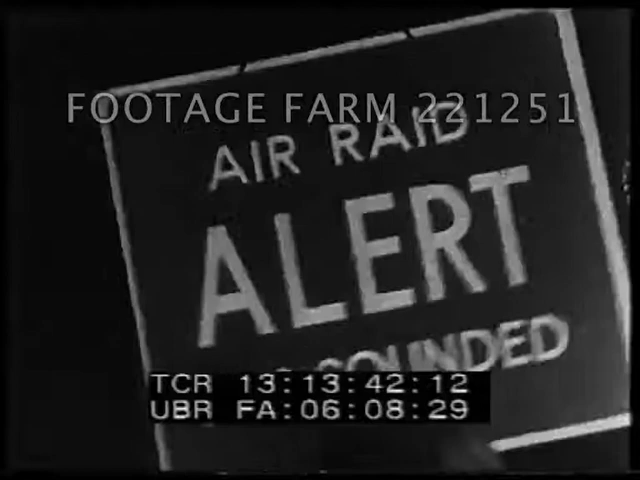 FOOTAGE FARM 221251
AIR RAID
ALERT
SOUNDED
TCR 13:13:42:12
UBR FA:06:08:29